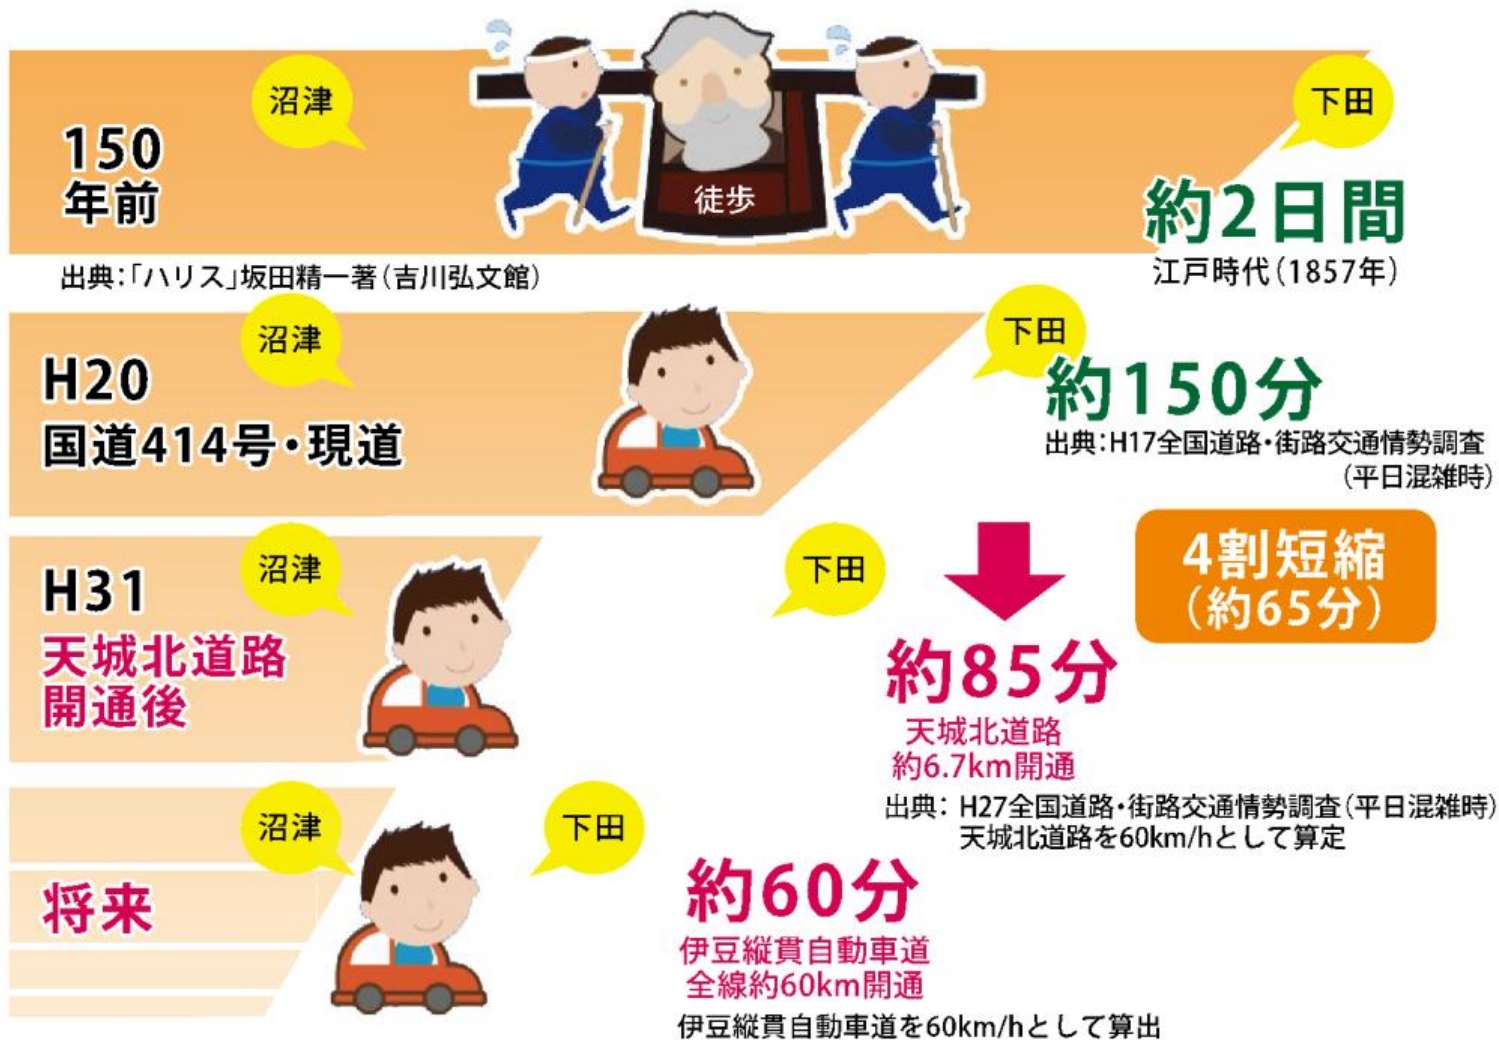 沼津
下田
150
年前
徒歩
約2日間
江戸時代(1857年)
出典:「ハリス」坂田精一著(吉川弘文館)
沼津
下田
H20
国道414号・現道
約150分
出典:H17全国道路・街路交通情勢調査
(平日混雑時)
4割短縮
(約65分)
沼津
下田
H31
天城北道路
開通後
約85分
天城北道路
約6.7km開通
出典: H27全国道路・街路交通情勢調査(平日混雑時)
天城北道路を60km/hとして算定
沼津
下田
将来
約60分
伊豆縦貫自動車道
全線約60km開通
伊豆縦貫自動車道を60km/hとして算出